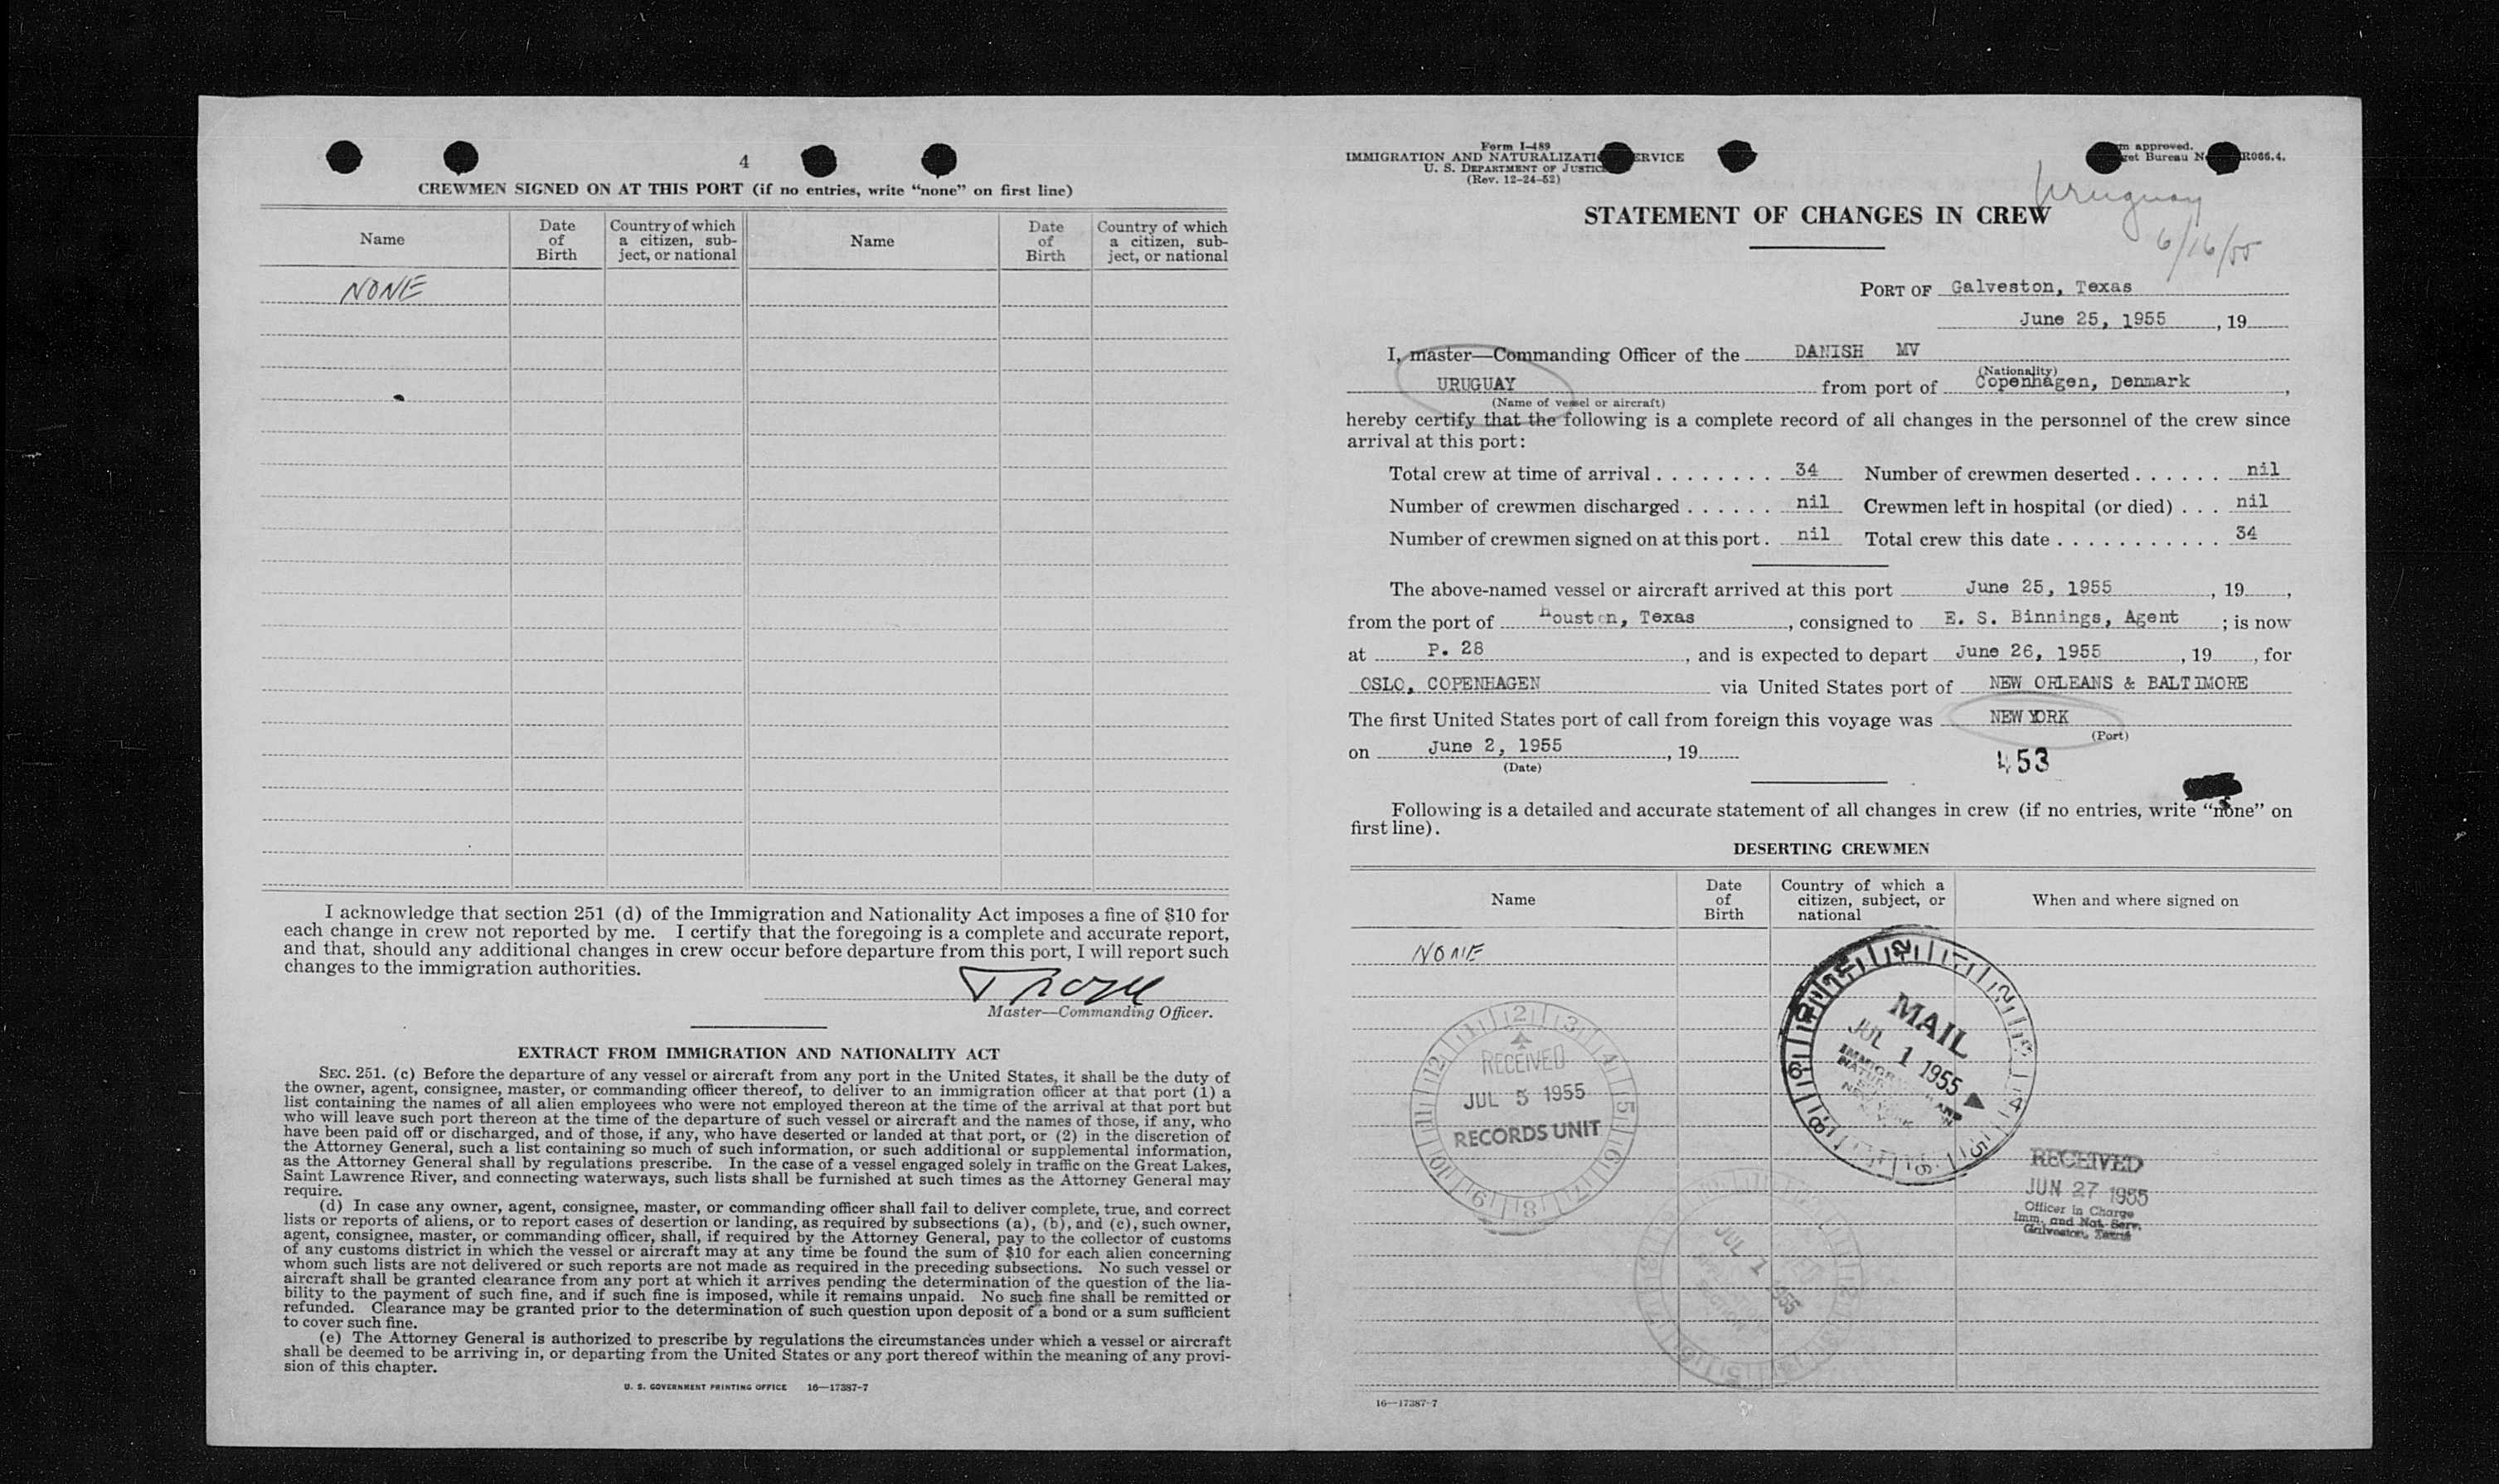 4
CREWMEN SIGNED ON AT THIS PORT (if no entries, write “none” on first line)
Name
Date of Birth
Country of which a citizen, sub-ject, or national
Name
Date of Birth
Country of which a citizen, sub-ject, or national
NONE
I acknowledge that section 251 (d) of the Immigration and Nationality Act imposes a fine of $10 for
each change in crew not reported by me. I certify that the foregoing is a complete and accurate report,
and that, should any additional changes in crew occur before departure from this port, I will report such
changes to the immigration authorities.
Master—Commanding Officer.
EXTRACT FROM IMMIGRATION AND NATIONALITY ACT
SEC. 251. (c) Before the departure of any vessel or aircraft from any port in the United States, it shall be the duty of
the owner, agent, consignee, master, or commanding officer thereof, to deliver to an immigration officer at that port (1) a
list containing the names of all alien employees who were not employed thereon at the time of the arrival at that port but
who will leave such port thereon at the time of the departure of such vessel or aircraft and the names of those, if any, who
have been paid off or discharged, and of those, if any, who have deserted or landed at that port, or (2) in the discretion of
the Attorney General, such a list containing so much of such information, or such additional or supplemental information,
as the Attorney General shall by regulations prescribe. In the case of a vessel engaged solely in traffic on the Great Lakes,
Saint Lawrence River, and connecting waterways, such lists shall be furnished at such times as the Attorney General may
require.
(d) In case any owner, agent, consignee, master, or commanding officer shall fail to deliver complete, true, and correct
lists or reports of aliens, or to report cases of desertion or landing, as required by subsections (a), (b), and (c), such owner,
agent, consignee, master, or commanding officer, shall, if required by the Attorney General, pay to the collector of customs
of any customs district in which the vessel or aircraft may at any time be found the sum of $10 for each alien concerning
whom such lists are not delivered or such reports are not made as required in the preceding subsections. No such vessel or
aircraft shall be granted clearance from any port at which it arrives pending the determination of the question of the lia-
bility to the payment of such fine, and if such fine is imposed, while it remains unpaid. No such fine shall be remitted or
refunded. Clearance may be granted prior to the determination of such question upon deposit of a bond or a sum sufficient
to cover such fine.
(e) The Attorney General is authorized to prescribe by regulations the circumstances under which a vessel or aircraft
shall be deemed to be arriving in, or departing from the United States or any port thereof within the meaning of any provi-
sion of this chapter.
U. S. GOVERNMENT PRINTING OFFICE 16—17387-7
Form I-489
IMMIGRATION AND NATURALIZATI ERVICE
U. S. DEPARTMENT OF JUSTIC
(Rev. 12-24-52)
approved.
Bureau N R066.4.
Uruguay
6/16/55
STATEMENT OF CHANGES IN CREW
PORT OF Galveston, Texas
June 25, 1955, 19
I, master—Commanding Officer of the DANISH MV
(Nationality)
URUGUAY from port of Copenhagen, Denmark,
(Name of vessel or aircraft)
hereby certify that the following is a complete record of all changes in the personnel of the crew since
arrival at this port:
Total crew at time of arrival . . . . . . . . 34 Number of crewmen deserted . . . . . . nil
Number of crewmen discharged . . . . . . nil Crewmen left in hospital (or died) . . . nil
Number of crewmen signed on at this port . nil Total crew this date . . . . . . . . . . . 34
The above-named vessel or aircraft arrived at this port June 25, 1955, 19,
from the port of Houston, Texas, consigned to E. S. Binnings, Agent; is now
at P. 28, and is expected to depart June 26, 1955, 19, for
OSLO, COPENHAGEN via United States port of NEW ORLEANS & BALTIMORE
The first United States port of call from foreign this voyage was NEW YORK
(Port)
on June 2, 1955, 19
(Date)
453
Following is a detailed and accurate statement of all changes in crew (if no entries, write “none” on
first line).
DESERTING CREWMEN
Name
Date of Birth
Country of which a citizen, subject, or national
When and where signed on
NONE
MAIL
JUL 1 1955
RECEIVED
JUL 5 1955
RECORDS UNIT
RECEIVED
JUN 27 1955
Officer in Charge
Imm. and Nat. Serv.
Galveston, Texas
JUL 1 1955
16—17387-7